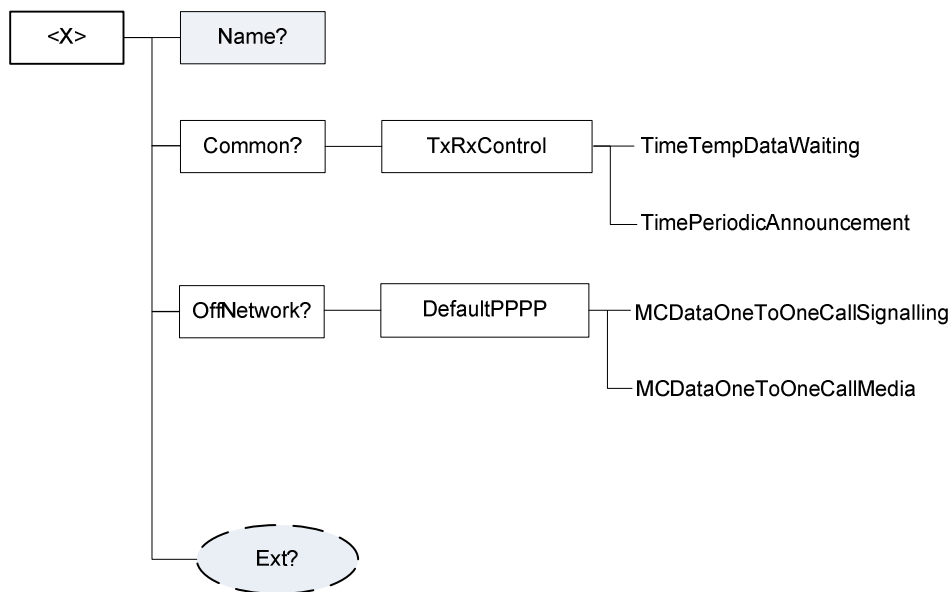 <X>
Name?
Common?
TxRxControl
TimeTempDataWaiting
TimePeriodicAnnouncement
OffNetwork?
DefaultPPPP
MCDataOneToOneCallSignalling
MCDataOneToOneCallMedia
Ext?